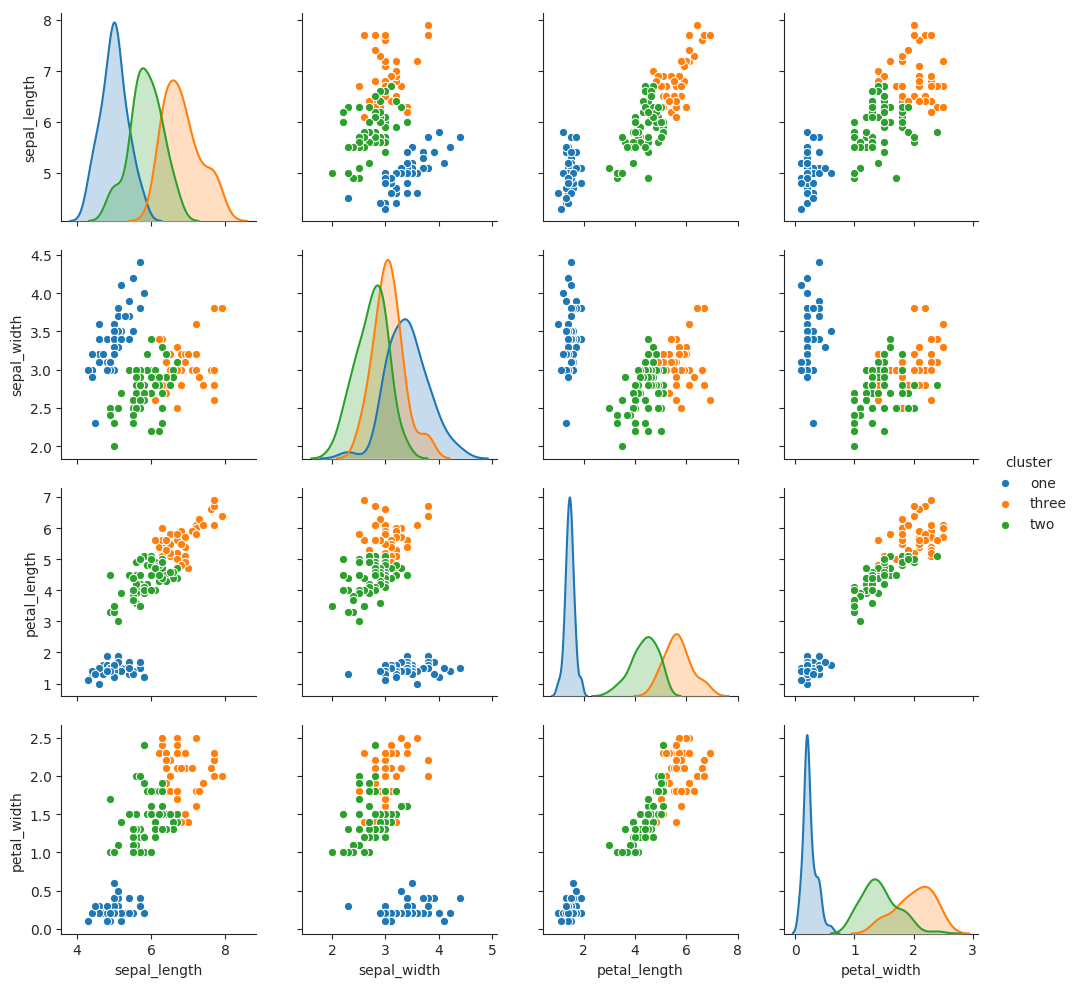 8
7
6
5
sepal_length
4.5
4.0
3.5
3.0
2.5
2.0
sepal_width
cluster
one
three
two
7
6
5
4
3
2
1
petal_length
2.5
2.0
1.5
1.0
0.5
0.0
petal_width
4 6 8
sepal_length
2 3 4 5
sepal_width
2 4 6 8
petal_length
0 1 2 3
petal_width